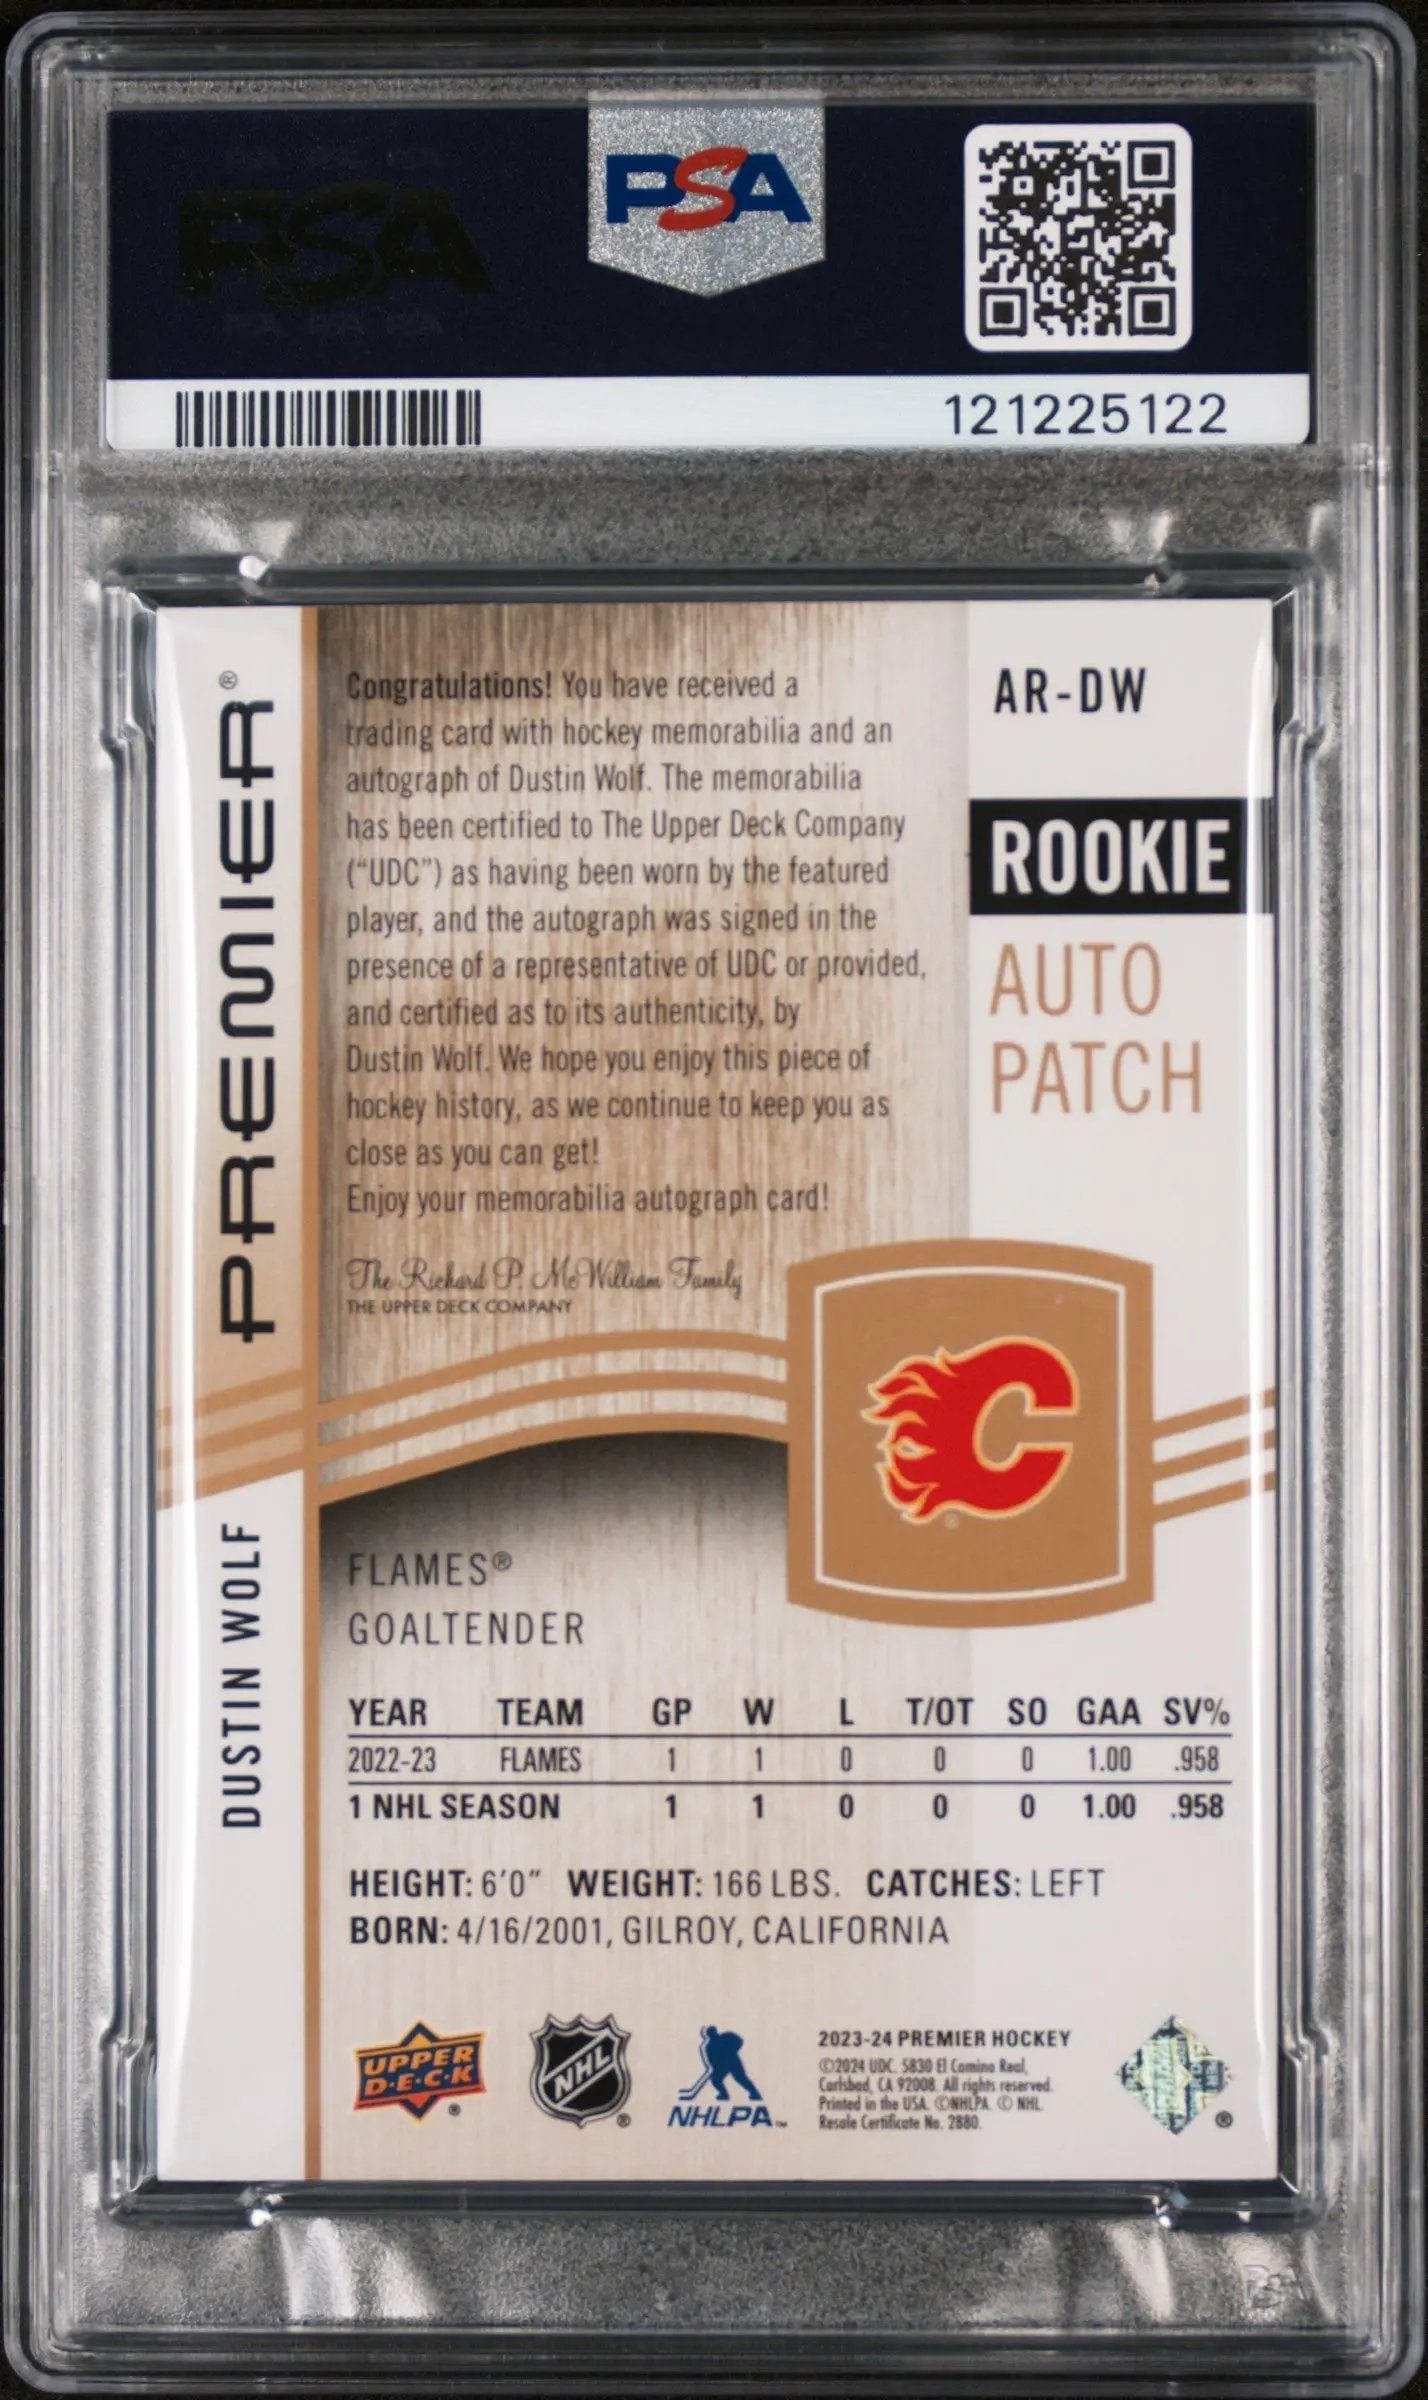 PSA
PSA
121225122
PREMIER®
DUSTIN WOLF
Congratulations! You have received a
trading card with hockey memorabilia and an
autograph of Dustin Wolf. The memorabilia
has been certified to The Upper Deck Company
("UDC") as having been worn by the featured
player, and the autograph was signed in the
presence of a representative of UDC or provided,
and certified as to its authenticity, by
Dustin Wolf. We hope you enjoy this piece of
hockey history, as we continue to keep you as
close as you can get!
Enjoy your memorabilia autograph card!
The Richard P. McWilliam Family
THE UPPER DECK COMPANY
AR-DW
ROOKIE
AUTO
PATCH
C
®
FLAMES®
GOALTENDER
YEAR TEAM GP W L T/OT SO GAA SV%
2022-23 FLAMES 1 1 0 0 0 1.00 .958
1 NHL SEASON 1 1 0 0 0 1.00 .958
HEIGHT: 6'0" WEIGHT: 166 LBS. CATCHES: LEFT
BORN: 4/16/2001, GILROY, CALIFORNIA
UPPER
D·E·C·K®
NHL®
NHLPA™
2023-24 PREMIER HOCKEY
©2024 UDC. 5830 El Camino Real,
Carlsbad, CA 92008. All rights reserved.
Printed in the USA. ©NHLPA. © NHL.
Resale Certificate No. 2880.
®